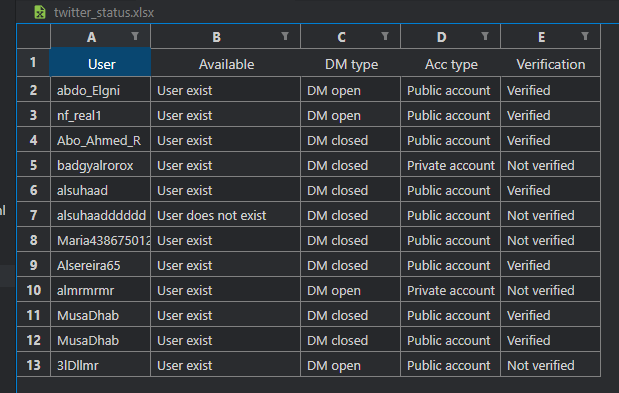 twitter_status.xlsx
A B C D E
1 User Available DM type Acc type Verification
2 abdo_Elgni User exist DM open Public account Verified
3 nf_real1 User exist DM open Public account Verified
4 Abo_Ahmed_R User exist DM closed Public account Verified
5 badgyalrorox User exist DM closed Private account Not verified
6 alsuhaad User exist DM closed Public account Verified
7 alsuhaadddddd User does not exist DM closed Public account Not verified
8 Maria438675012 User exist DM closed Public account Not verified
9 Alsereira65 User exist DM closed Public account Verified
10 almrmrmr User exist DM open Private account Not verified
11 MusaDhab User exist DM closed Public account Verified
12 MusaDhab User exist DM closed Public account Verified
13 3lDllmr User exist DM open Public account Not verified